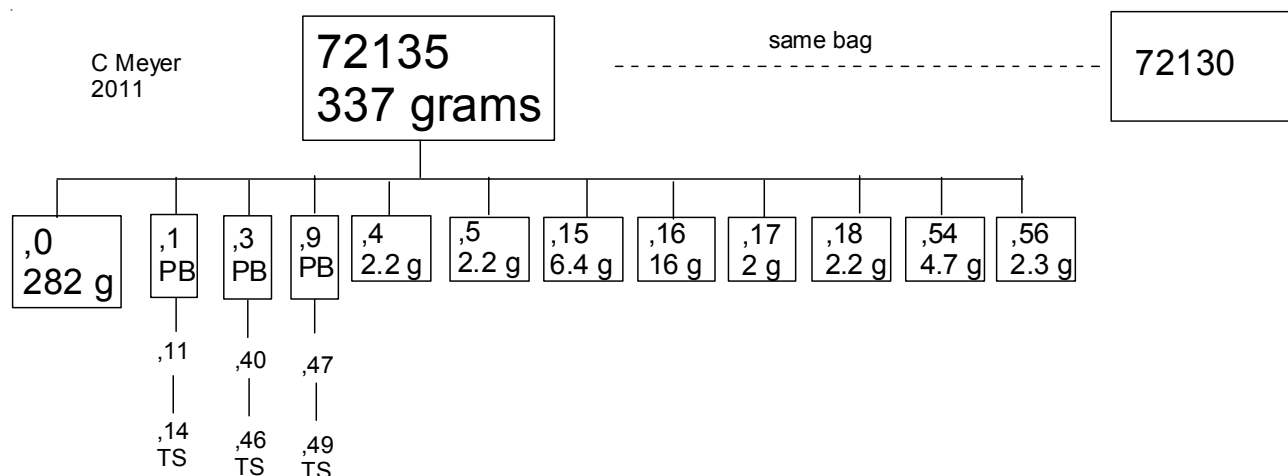 C Meyer
2011
72135
337 grams
same bag
72130
,0
282 g
,1
PB
,3
PB
,9
PB
,4
2.2 g
,5
2.2 g
,15
6.4 g
,16
16 g
,17
2 g
,18
2.2 g
,54
4.7 g
,56
2.3 g
,11
,40
,47
,14
TS
,46
TS
,49
TS